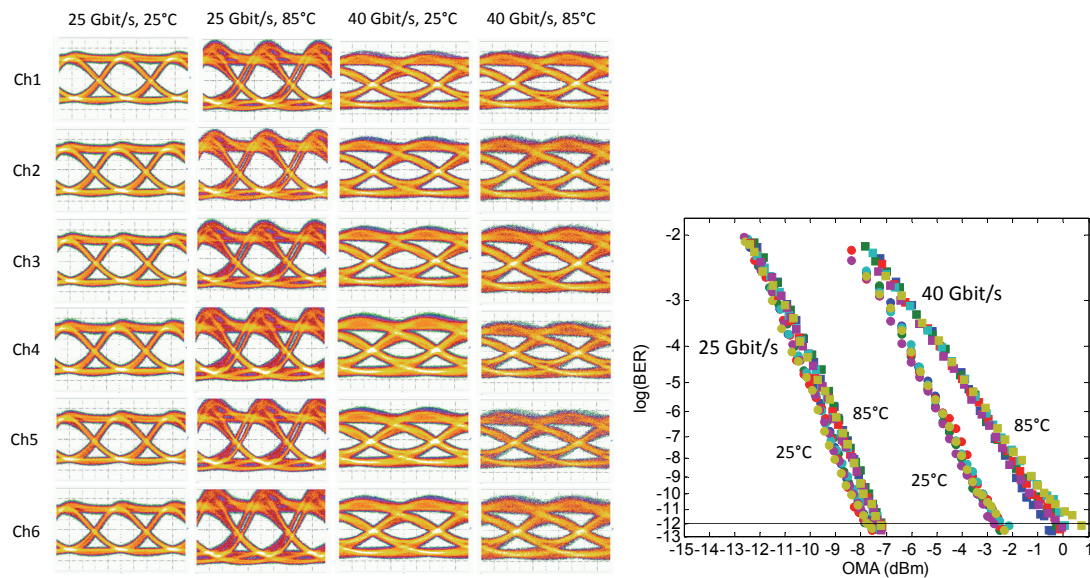 25 Gbit/s, 25°C 25 Gbit/s, 85°C 40 Gbit/s, 25°C 40 Gbit/s, 85°C
Ch1
Ch2
Ch3
Ch4
Ch5
Ch6
-2
-3
-4
-5
-6
-7
-8
-9
-10
-11
-12
-13
log(BER)
40 Gbit/s
25 Gbit/s
85°C
85°C
25°C
25°C
-15 -14 -13 -12 -11 -10 -9 -8 -7 -6 -5 -4 -3 -2 -1 0 1
OMA (dBm)